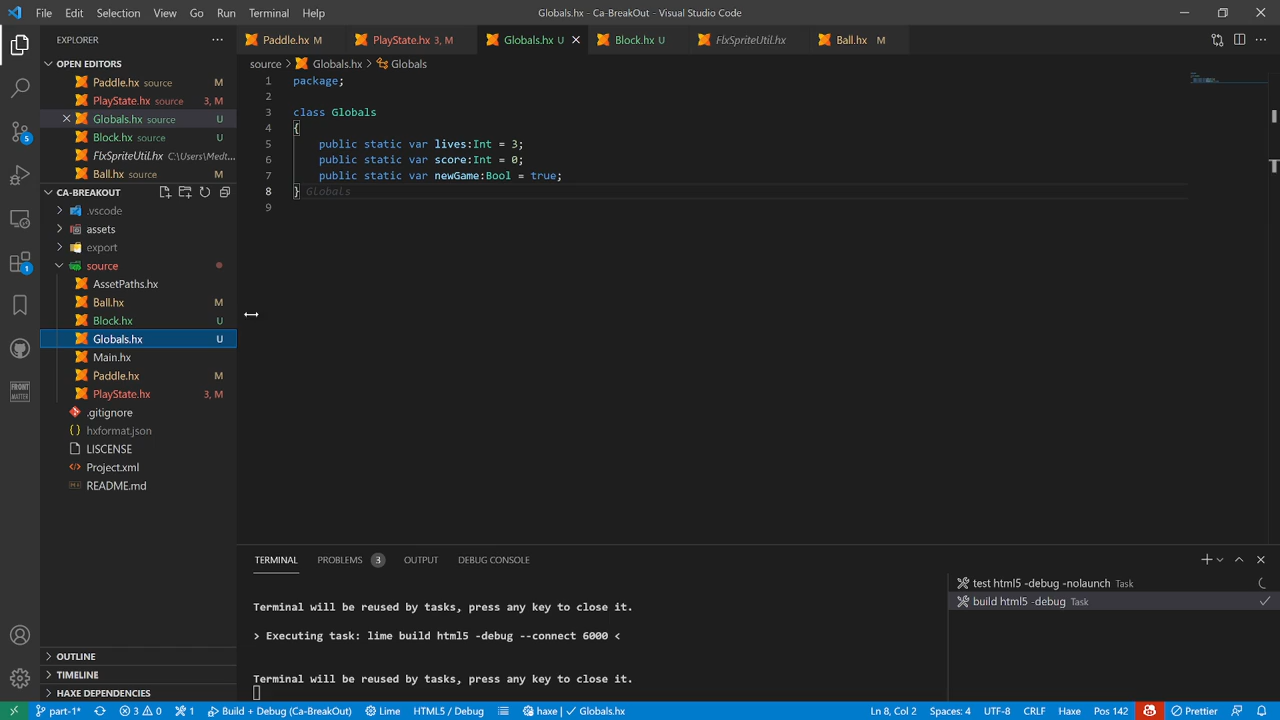 File Edit Selection View Go Run Terminal Help Globals.hx - Ca-BreakOut - Visual Studio Code
EXPLORER
Paddle.hx M PlayState.hx 3, M Globals.hx U Block.hx U FlxSpriteUtil.hx Ball.hx M
OPEN EDITORS
Paddle.hx source M
PlayState.hx source 3, M
Globals.hx source U
Block.hx source U
FlxSpriteUtil.hx C:\Users\Medt...
Ball.hx source M
CA-BREAKOUT
.vscode
assets
export
source
AssetPaths.hx
Ball.hx M
Block.hx U
Globals.hx U
Main.hx
Paddle.hx M
PlayState.hx 3, M
.gitignore
hxformat.json
LISCENSE
Project.xml
README.md
OUTLINE
TIMELINE
HAXE DEPENDENCIES
5
1
FRONT
MATTER
source > Globals.hx > Globals
1 package;
2
3 class Globals
4 {
5 public static var lives:Int = 3;
6 public static var score:Int = 0;
7 public static var newGame:Bool = true;
8 } Globals
9
TERMINAL PROBLEMS 3 OUTPUT DEBUG CONSOLE
Terminal will be reused by tasks, press any key to close it.
> Executing task: lime build html5 -debug --connect 6000 <
Terminal will be reused by tasks, press any key to close it.
test html5 -debug -nolaunch Task
build html5 -debug Task
part-1* 3 0 1 Build + Debug (Ca-BreakOut) Lime HTML5 / Debug haxe | Globals.hx Ln 8, Col 2 Spaces: 4 UTF-8 CRLF Haxe Pos 142 Prettier